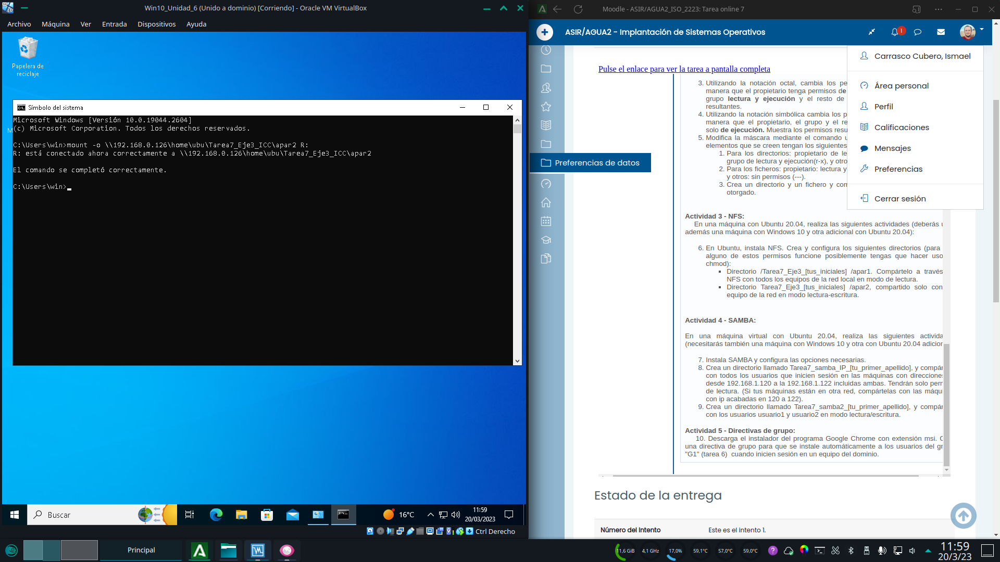 Win10_Unidad_6 (Unido a dominio) [Corriendo] - Oracle VM VirtualBox
Archivo Máquina Ver Entrada Dispositivos Ayuda
Papelera de
reciclaje
M
Símbolo del sistema
Microsoft Windows [Versión 10.0.19044.2604]
(c) Microsoft Corporation. Todos los derechos reservados.
C:\Users\win>mount -o \\192.168.0.126\home\ubu\Tarea7_Eje3_ICC\apar2 R:
R: está conectado ahora correctamente a \\192.168.0.126\home\ubu\Tarea7_Eje3_ICC\apar2
El comando se completó correctamente.
C:\Users\win>
Buscar
16°C
11:59
20/03/2023
Ctrl Derecho
Moodle - ASIR/AGUA2_ISO_2223: Tarea online 7
ASIR/AGUA2 - Implantación de Sistemas Operativos
1
Carrasco Cubero, Ismael
Área personal
Perfil
Calificaciones
Mensajes
Preferencias
Cerrar sesión
Preferencias de datos
Pulse el enlace para ver la tarea a pantalla completa
3. Utilizando la notación octal, cambia los pe
manera que el propietario tenga permisos de
grupo lectura y ejecución y el resto de
resultantes.
4. Utilizando la notación simbólica cambia los p
manera que el propietario, el grupo y el re
solo de ejecución. Muestra los permisos resu
5. Modifica la máscara mediante el comando u
elementos que se creen tengan los siguientes
1. Para los directorios: propietario de le
grupo de lectura y ejecución(r-x), y otro
2. Para los ficheros: propietario: lectura y
y otros: sin permisos (---).
3. Crea un directorio y un fichero y com
otorgado.
Actividad 3 - NFS:
En una máquina con Ubuntu 20.04, realiza las siguientes actividades (deberás u
además una máquina con Windows 10 y otra adicional con Ubuntu 20.04):
6. En Ubuntu, instala NFS. Crea y configura los siguientes directorios (para
alguno de estos permisos funcione posiblemente tengas que hacer uso
chmod):
▪ Directorio /Tarea7_Eje3_[tus_iniciales] /apar1. Compártelo a través
NFS con todos los equipos de la red local en modo de lectura.
▪ Directorio Tarea7_Eje3_[tus_iniciales] /apar2, compartido solo con
equipo de la red en modo lectura-escritura.
Actividad 4 - SAMBA:
En una máquina virtual con Ubuntu 20.04, realiza las siguientes activida
(necesitarás también una máquina con Windows 10 y otra con Ubuntu 20.04 adicior
7. Instala SAMBA y configura las opciones necesarias.
8. Crea un directorio llamado Tarea7_samba_IP_[tu_primer_apellido], y compár
con todos los usuarios que inicien sesión en las máquinas con direcciones
desde 192.168.1.120 a la 192.168.1.122 incluidas ambas. Tendrán solo perm
de lectura. (Si tus máquinas están en otra red, compártelas con las máqui
con ip acabadas en 120 a 122).
9. Crea un directorio llamado Tarea7_samba2_[tu_primer_apellido], y compár
con los usuarios usuario1 y usuario2 en modo lectura/escritura.
Actividad 5 - Directivas de grupo:
10. Descarga el instalador del programa Google Chrome con extensión msi. C
una directiva de grupo para que se instale automáticamente a los usuarios del gr
"G1" (tarea 6) cuando inicien sesión en un equipo del dominio.
Estado de la entrega
Número del Intento Este es el intento 1.
Principal
11,6 GiB
4,1 GHz
17,0%
59,1°C
57,0°C
59,0°C
11:59
20/3/23